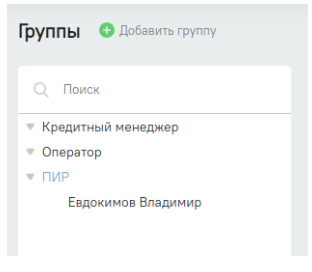 Группы Добавить группу
Поиск
Кредитный менеджер
Оператор
ПИР
Евдокимов Владимир